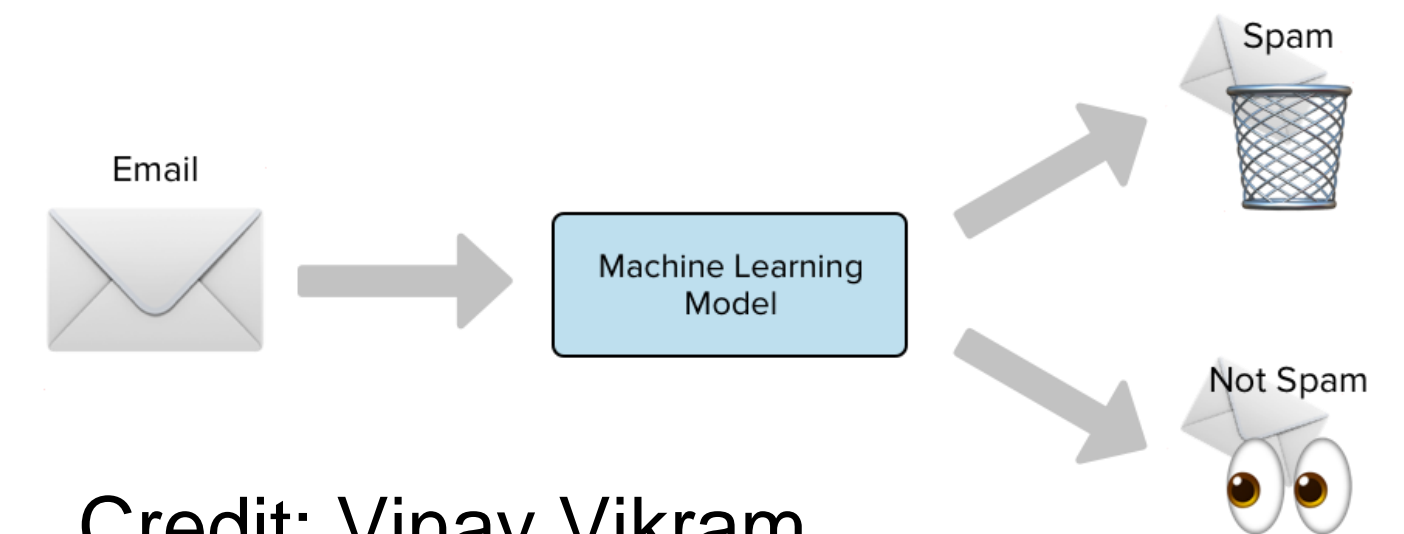 Email
Machine Learning
Model
Spam
Not Spam
Credit: Vinay Vikram